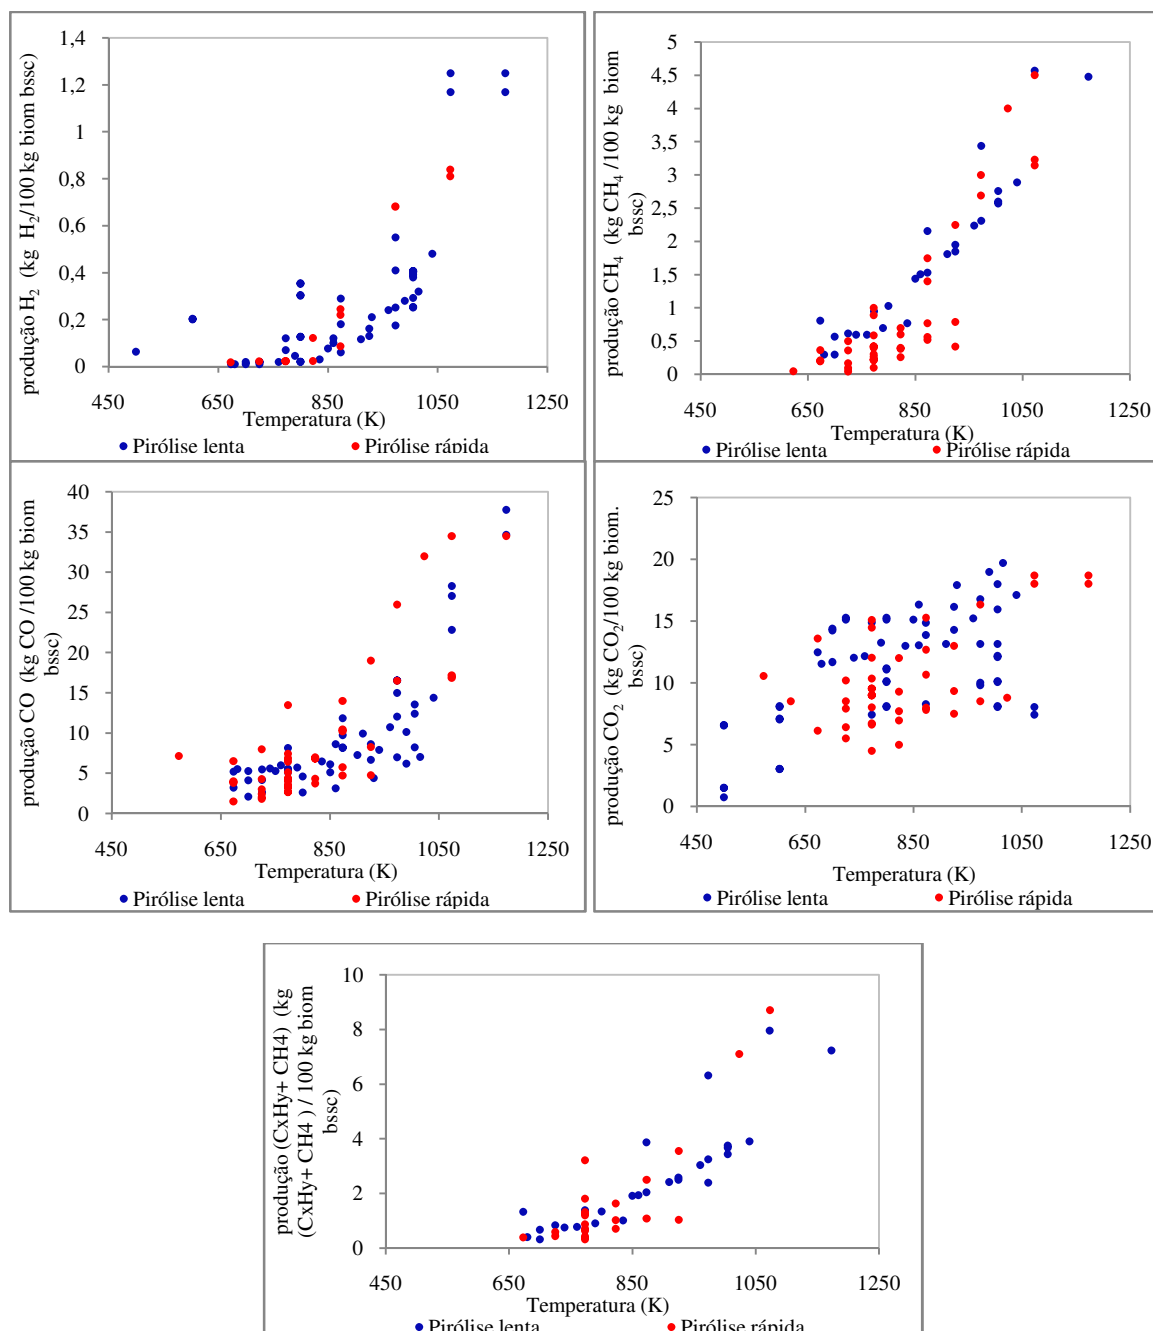 produção H2 (kg H2/100 kg biom bssc)
1,4
1,2
1
0,8
0,6
0,4
0,2
0
450 650 850 1050 1250
Temperatura (K)
Pirólise lenta Pirólise rápida
produção CH4 (kg CH4 /100 kg biom
bssc)
5
4,5
4
3,5
3
2,5
2
1,5
1
0,5
0
450 650 850 1050 1250
Temperatura (K)
Pirólise lenta Pirólise rápida
produção CO (kg CO /100 kg biom
bssc)
40
35
30
25
20
15
10
5
0
450 650 850 1050 1250
Temperatura (K)
Pirólise lenta Pirólise rápida
produção CO2 (kg CO2/100 kg biom.
bssc)
25
20
15
10
5
0
450 650 850 1050 1250
Temperatura (K)
Pirólise lenta Pirólise rápida
produção (CxHy+ CH4) (kg
(CxHy+ CH4 ) / 100 kg biom
bssc)
10
8
6
4
2
0
450 650 850 1050 1250
Temperatura (K)
Pirólise lenta Pirólise rápida